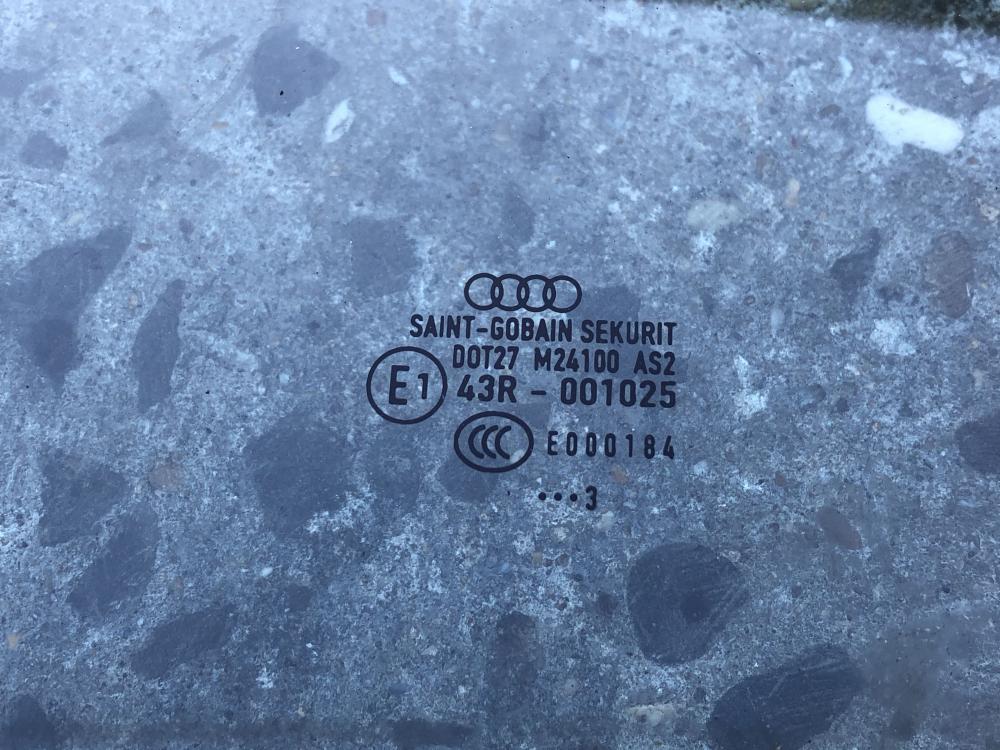 SAINT-GOBAIN SEKURIT
DOT27 M24100 AS2
E1 43R - 001025
CCC E000184
•••3